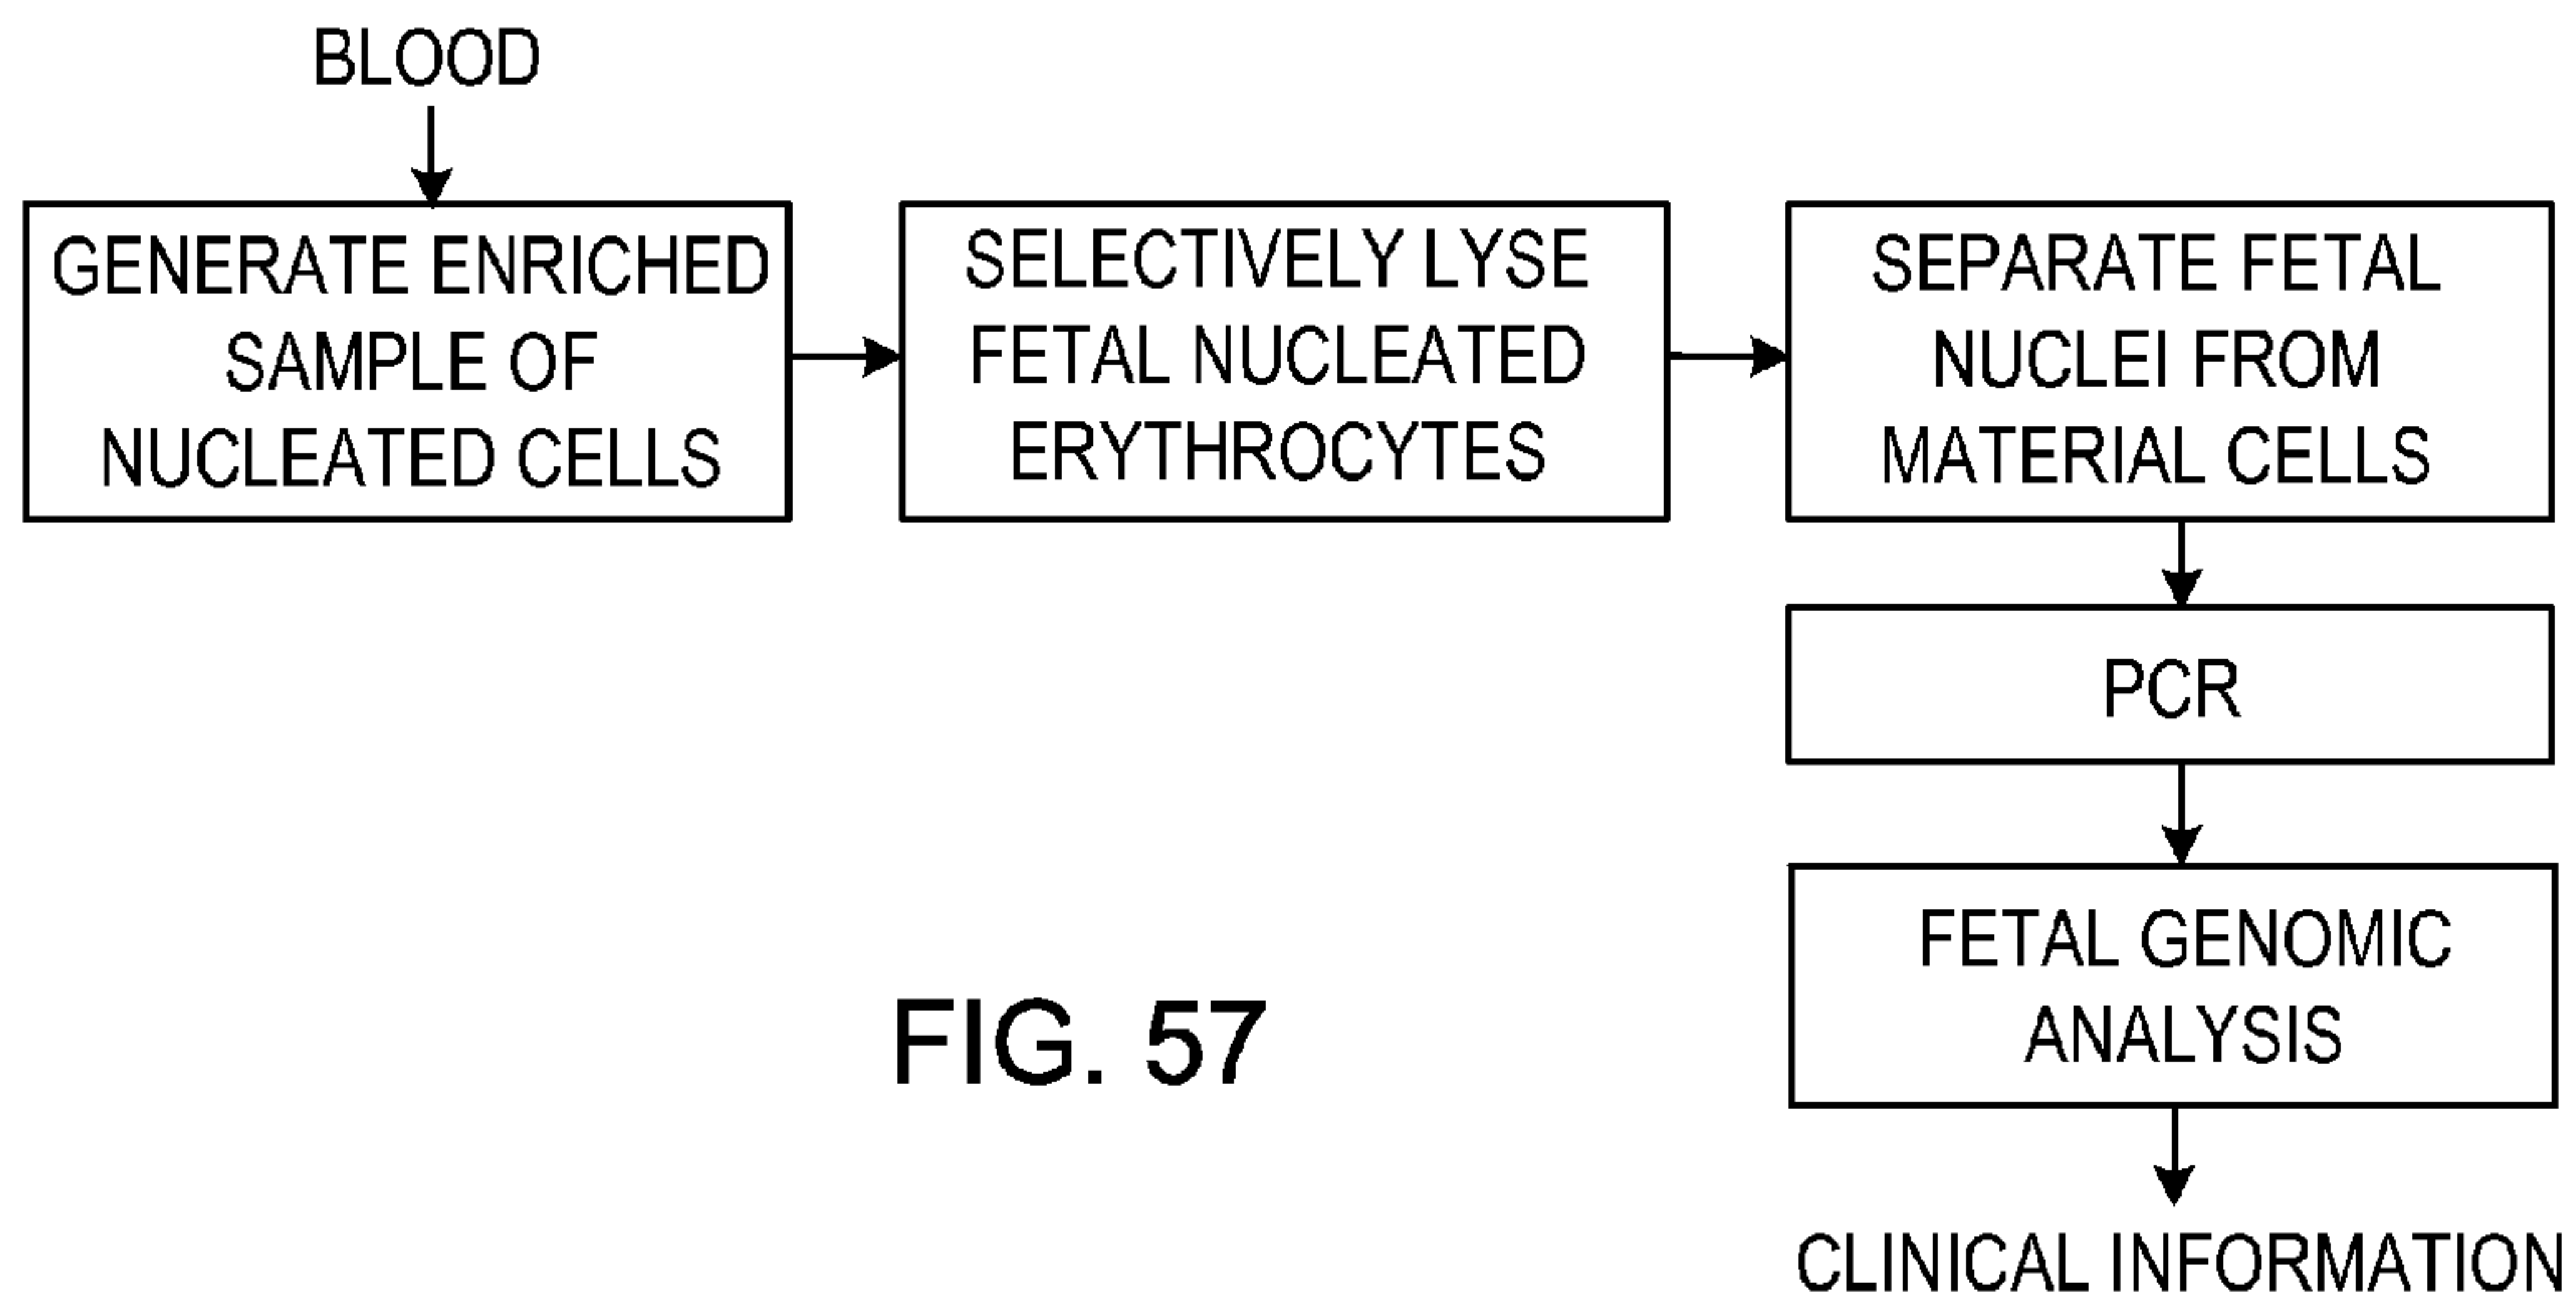 BLOOD
GENERATE ENRICHED
SAMPLE OF
NUCLEATED CELLS
SELECTIVELY LYSE
FETAL NUCLEATED
ERYTHROCYTES
SEPARATE FETAL
NUCLEI FROM
MATERIAL CELLS
PCR
FETAL GENOMIC
ANALYSIS
CLINICAL INFORMATION
FIG. 57